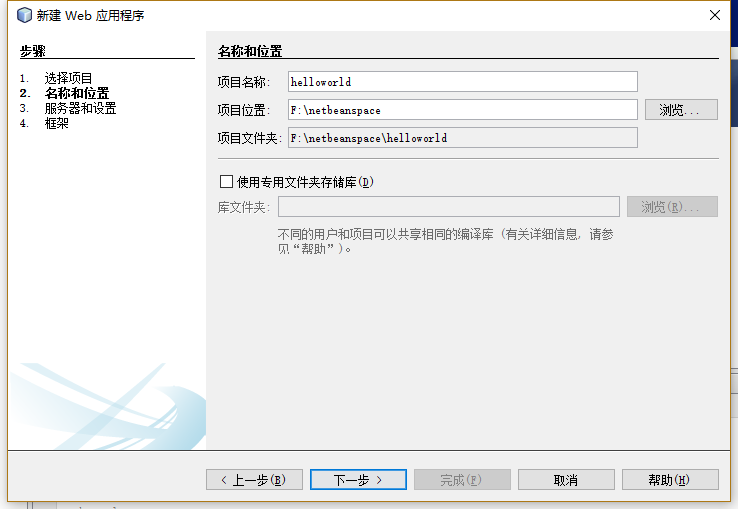 新建 Web 应用程序
步骤
1. 选择项目
2. 名称和位置
3. 服务器和设置
4. 框架
名称和位置
项目名称: helloworld
项目位置: F:\netbeanspace 浏览...
项目文件夹: F:\netbeanspace\helloworld
使用专用文件夹存储库(D)
库文件夹: 浏览(R)...
不同的用户和项目可以共享相同的编译库 (有关详细信息, 请参
见“帮助”)。
< 上一步(B) 下一步 > 完成(F) 取消 帮助(H)